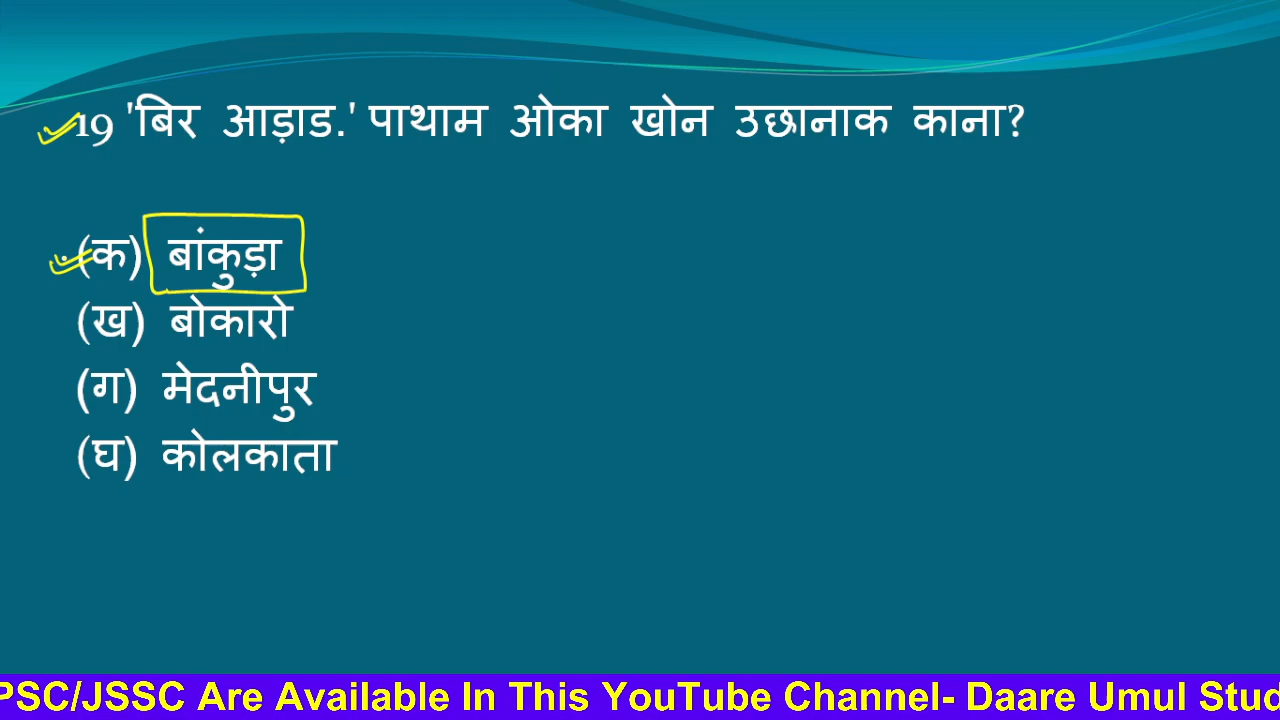 19 'बिर आड़ाड.' पाथाम ओका खोन उछानाक काना?
(क) बांकुड़ा
(ख) बोकारो
(ग) मेदनीपुर
(घ) कोलकाता
PSC/JSSC Are Available In This YouTube Channel- Daare Umul Stud